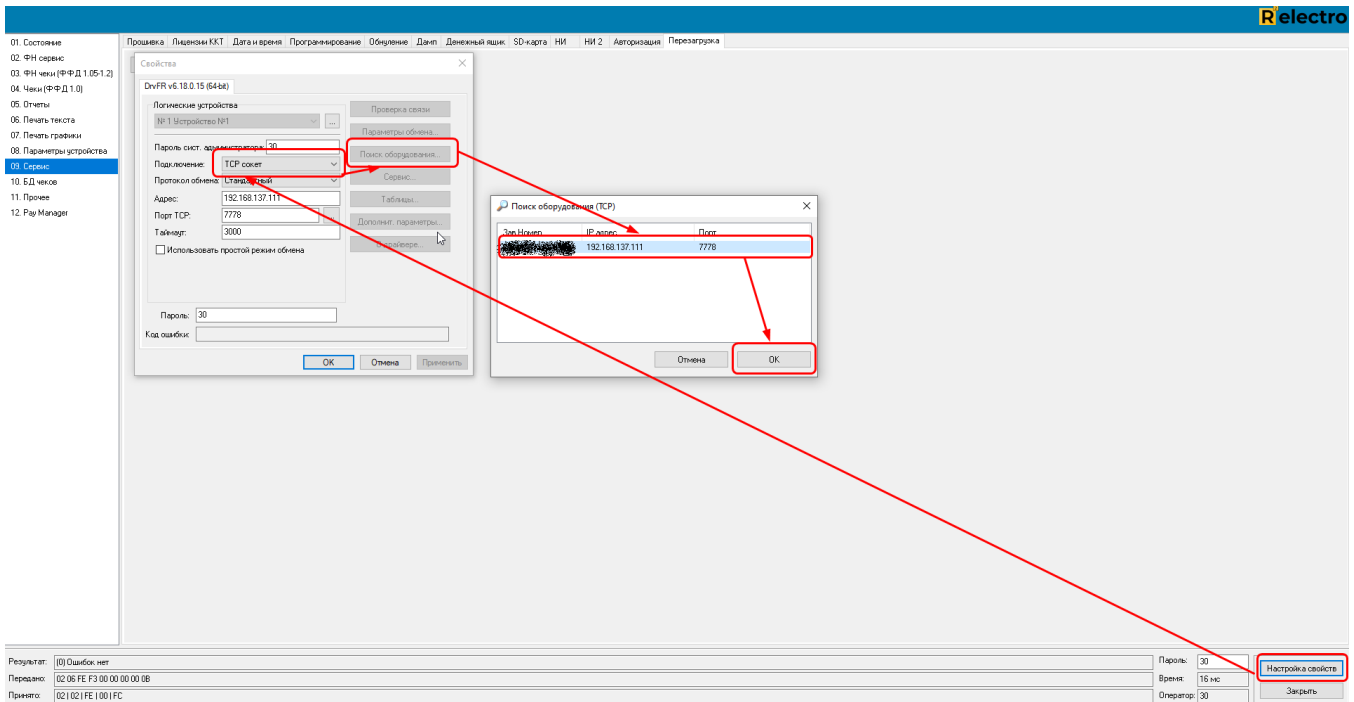 R electro
01. Состояние
02. ФН сервис
03. ФН чеки (ФФД 1.05-1.2)
04. Чеки (ФФД 1.0)
05. Отчеты
06. Печать текста
07. Печать графики
08. Параметры устройства
09. Сервис
10. БД чеков
11. Прочее
12. Pay Manager
Прошивка Лицензии ККТ Дата и время Программирование Обнуление Дамп Денежный ящик SD-карта НИ НИ 2 Авторизация Перезагрузка
Свойства
DrvFR v6.18.0.15 (64-bit)
Логические устройства
№ 1 Устройство №1 ...
Проверка связи
Параметры обмена...
Пароль сист. администратора: 30
Поиск оборудования...
Подключение: TCP сокет
Сервис...
Протокол обмена: Стандартный
Адрес: 192.168.137.111
Таблицы...
Порт TCP: 7778 ...
Дополнит. параметры...
Таймаут: 3000
О драйвере...
Использовать простой режим обмена
Пароль: 30
Код ошибки:
OK Отмена Применить
Поиск оборудования (TCP)
Зав.Номер IP адрес Порт
192.168.137.111 7778
Отмена OK
Результат: (0) Ошибок нет
Передано: 02 06 FE F3 00 00 00 00 0B
Принято: 02 | 02 | FE | 00 | FC
Пароль: 30
Время: 16 мс
Оператор: 30
Настройка свойств
Закрыть